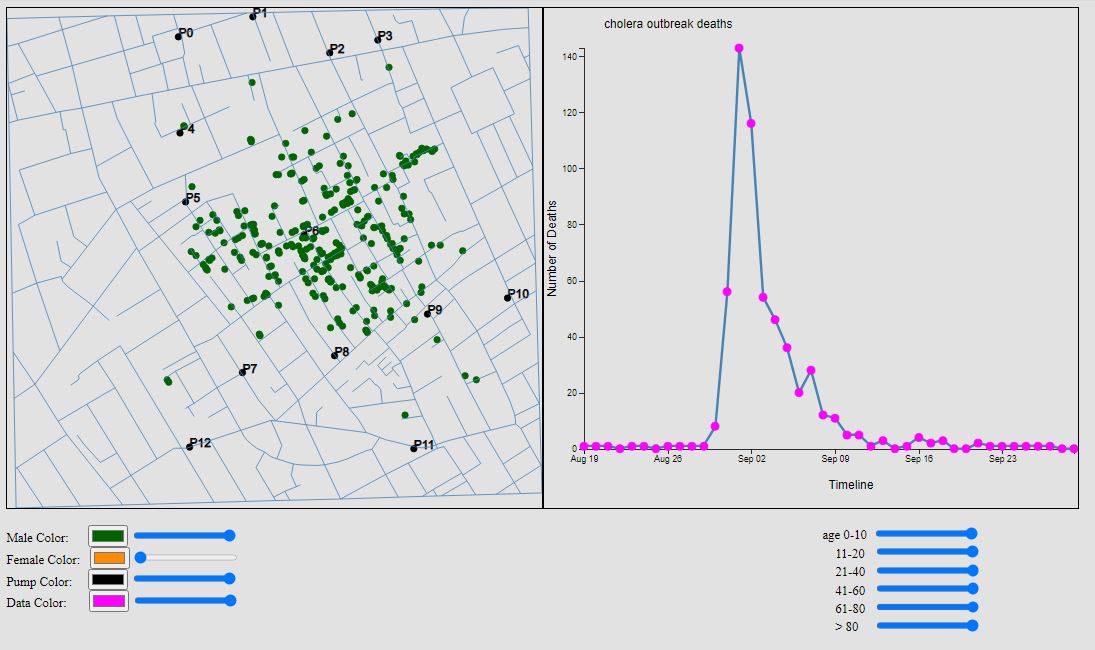 P1
P0
P3
P2
4
P5
P6
P10
P9
P8
P7
P12
P11
cholera outbreak deaths
140
120
100
80
60
40
20
0
Number of Deaths
Aug 19
Aug 26
Sep 02
Sep 09
Sep 16
Sep 23
Timeline
Male Color:
Female Color:
Pump Color:
Data Color:
age 0-10
11-20
21-40
41-60
61-80
> 80